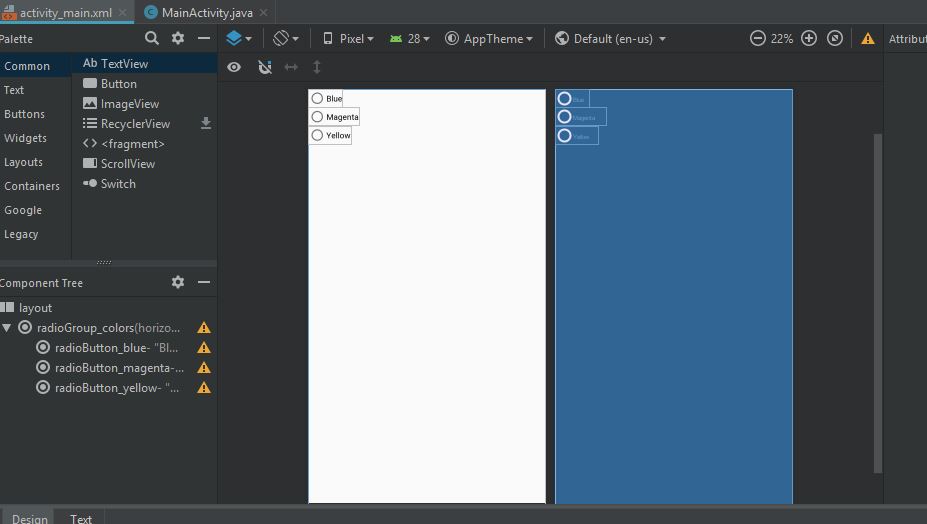 activity_main.xml
MainActivity.java
Palette
Pixel
28
AppTheme
Default (en-us)
22%
Attribut
Common
Text
Buttons
Widgets
Layouts
Containers
Google
Legacy
Ab TextView
Button
ImageView
RecyclerView
<fragment>
ScrollView
Switch
Blue
Magenta
Yellow
Blue
Magenta
Yellow
Component Tree
layout
radioGroup_colors(horizo...
radioButton_blue- "Bl...
radioButton_magenta-...
radioButton_yellow- "...
Design
Text